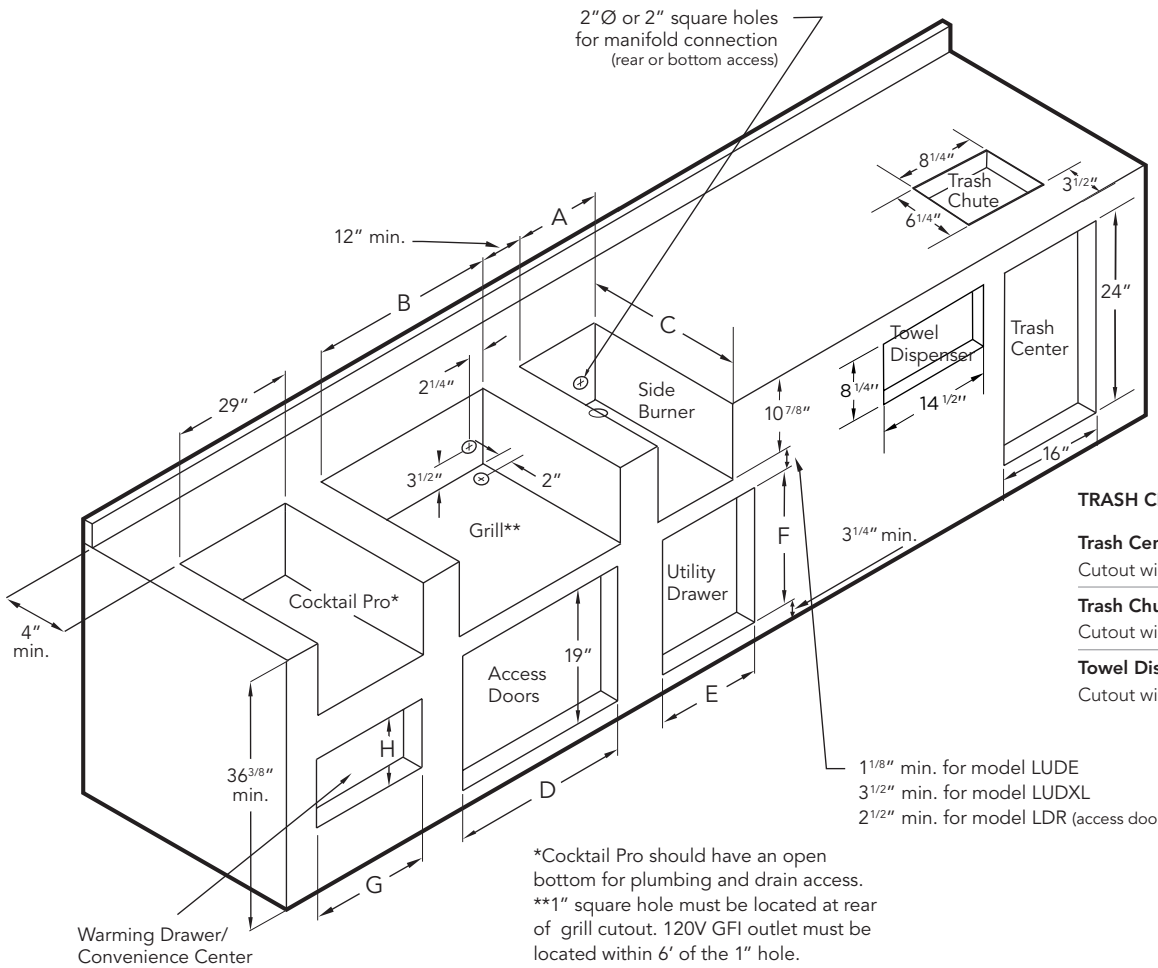 2"Ø or 2" square holes
for manifold connection
(rear or bottom access)
8 1/4"
Trash
Chute
3 1/2"
6 1/4"
A
12" min.
B
C
24"
Towel
Dispenser
Trash
Center
2 1/4"
Side
Burner
8 1/4"
14 1/2"
10 7/8"
29"
16"
3 1/2"
2"
Grill**
F
3 1/4" min.
TRASH C
Trash Cen
Cutout wi
Trash Chu
Cutout wi
Towel Dis
Cutout wi
Utility
Drawer
Cocktail Pro*
4"
min.
19"
Access
Doors
E
H
36 3/8"
min.
D
G
1 1/8" min. for model LUDE
3 1/2" min. for model LUDXL
2 1/2" min. for model LDR (access doo
*Cocktail Pro should have an open
bottom for plumbing and drain access.
**1" square hole must be located at rear
of grill cutout. 120V GFI outlet must be
located within 6' of the 1" hole.
Warming Drawer/
Convenience Center